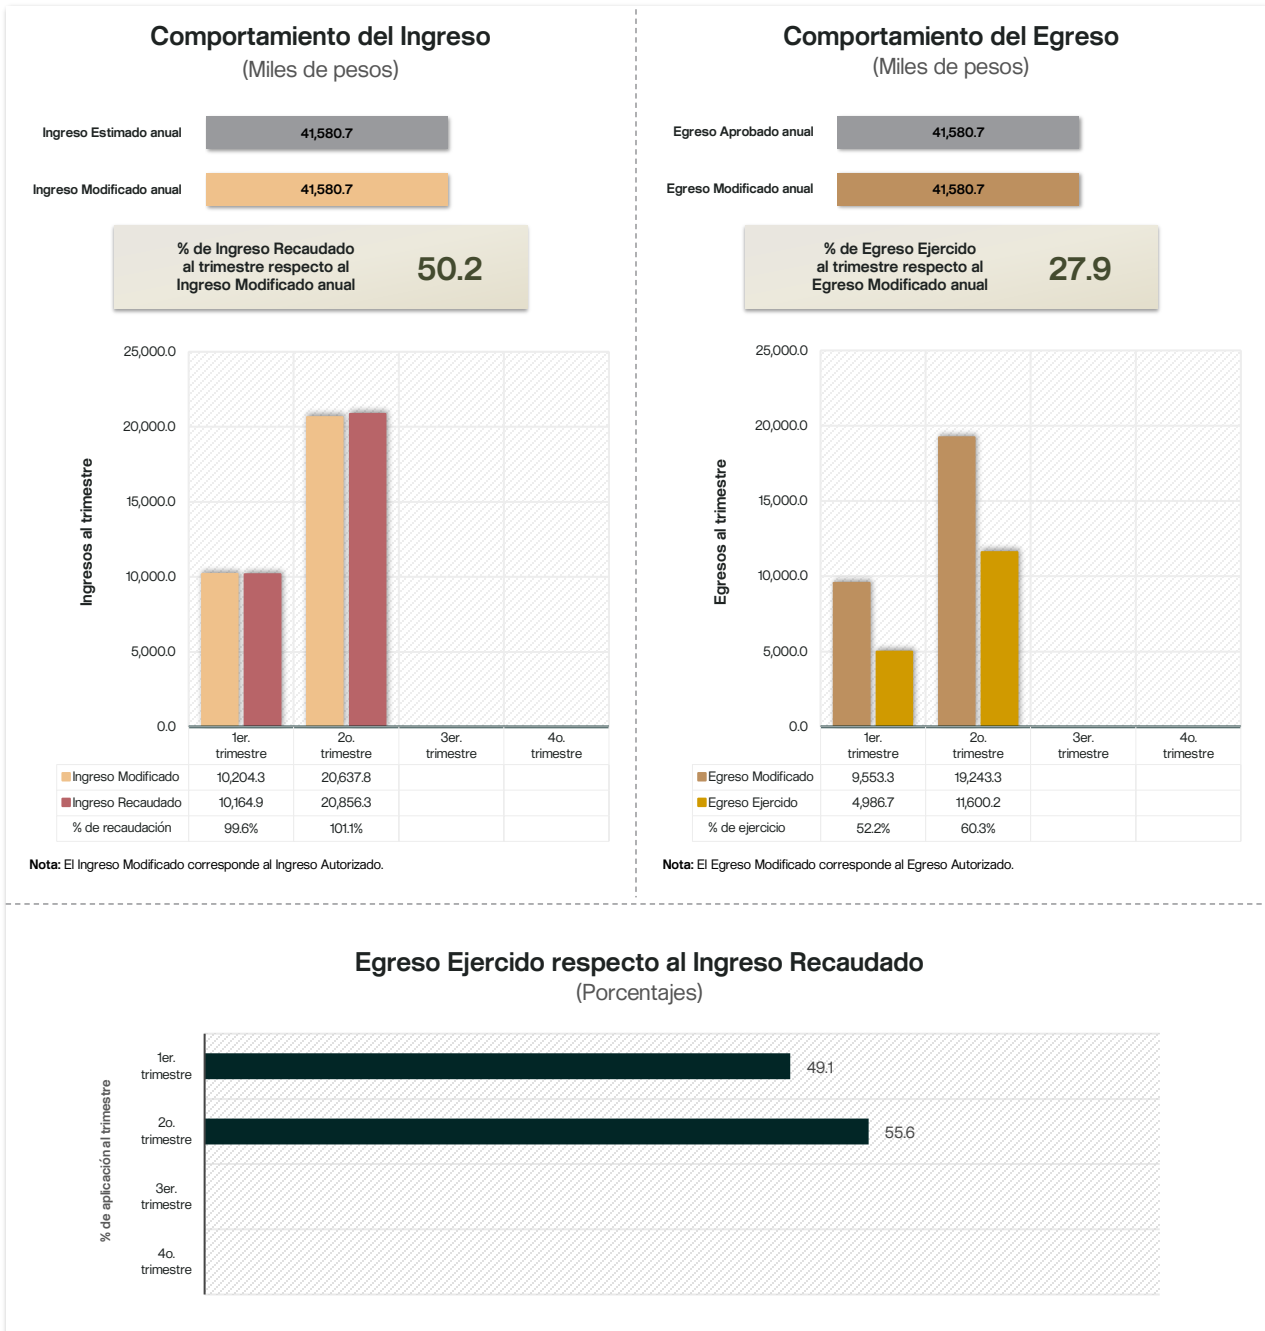 Comportamiento del Ingreso
(Miles de pesos)
Ingreso Estimado anual 41,580.7
Ingreso Modificado anual 41,580.7
% de Ingreso Recaudado
al trimestre respecto al
Ingreso Modificado anual
50.2
25,000.0
20,000.0
15,000.0
10,000.0
5,000.0
0.0
Ingresos al trimestre
1er. trimestre 2o. trimestre 3er. trimestre 4o. trimestre
Ingreso Modificado 10,204.3 20,637.8
Ingreso Recaudado 10,164.9 20,856.3
% de recaudación 99.6% 101.1%
Nota: El Ingreso Modificado corresponde al Ingreso Autorizado.
Comportamiento del Egreso
(Miles de pesos)
Egreso Aprobado anual 41,580.7
Egreso Modificado anual 41,580.7
% de Egreso Ejercido
al trimestre respecto al
Egreso Modificado anual
27.9
25,000.0
20,000.0
15,000.0
10,000.0
5,000.0
0.0
Egresos al trimestre
1er. trimestre 2o. trimestre 3er. trimestre 4o. trimestre
Egreso Modificado 9,553.3 19,243.3
Egreso Ejercido 4,986.7 11,600.2
% de ejercicio 52.2% 60.3%
Nota: El Egreso Modificado corresponde al Egreso Autorizado.
Egreso Ejercido respecto al Ingreso Recaudado
(Porcentajes)
% de aplicación al trimestre
1er.
trimestre
49.1
2o.
trimestre
55.6
3er.
trimestre
4o.
trimestre